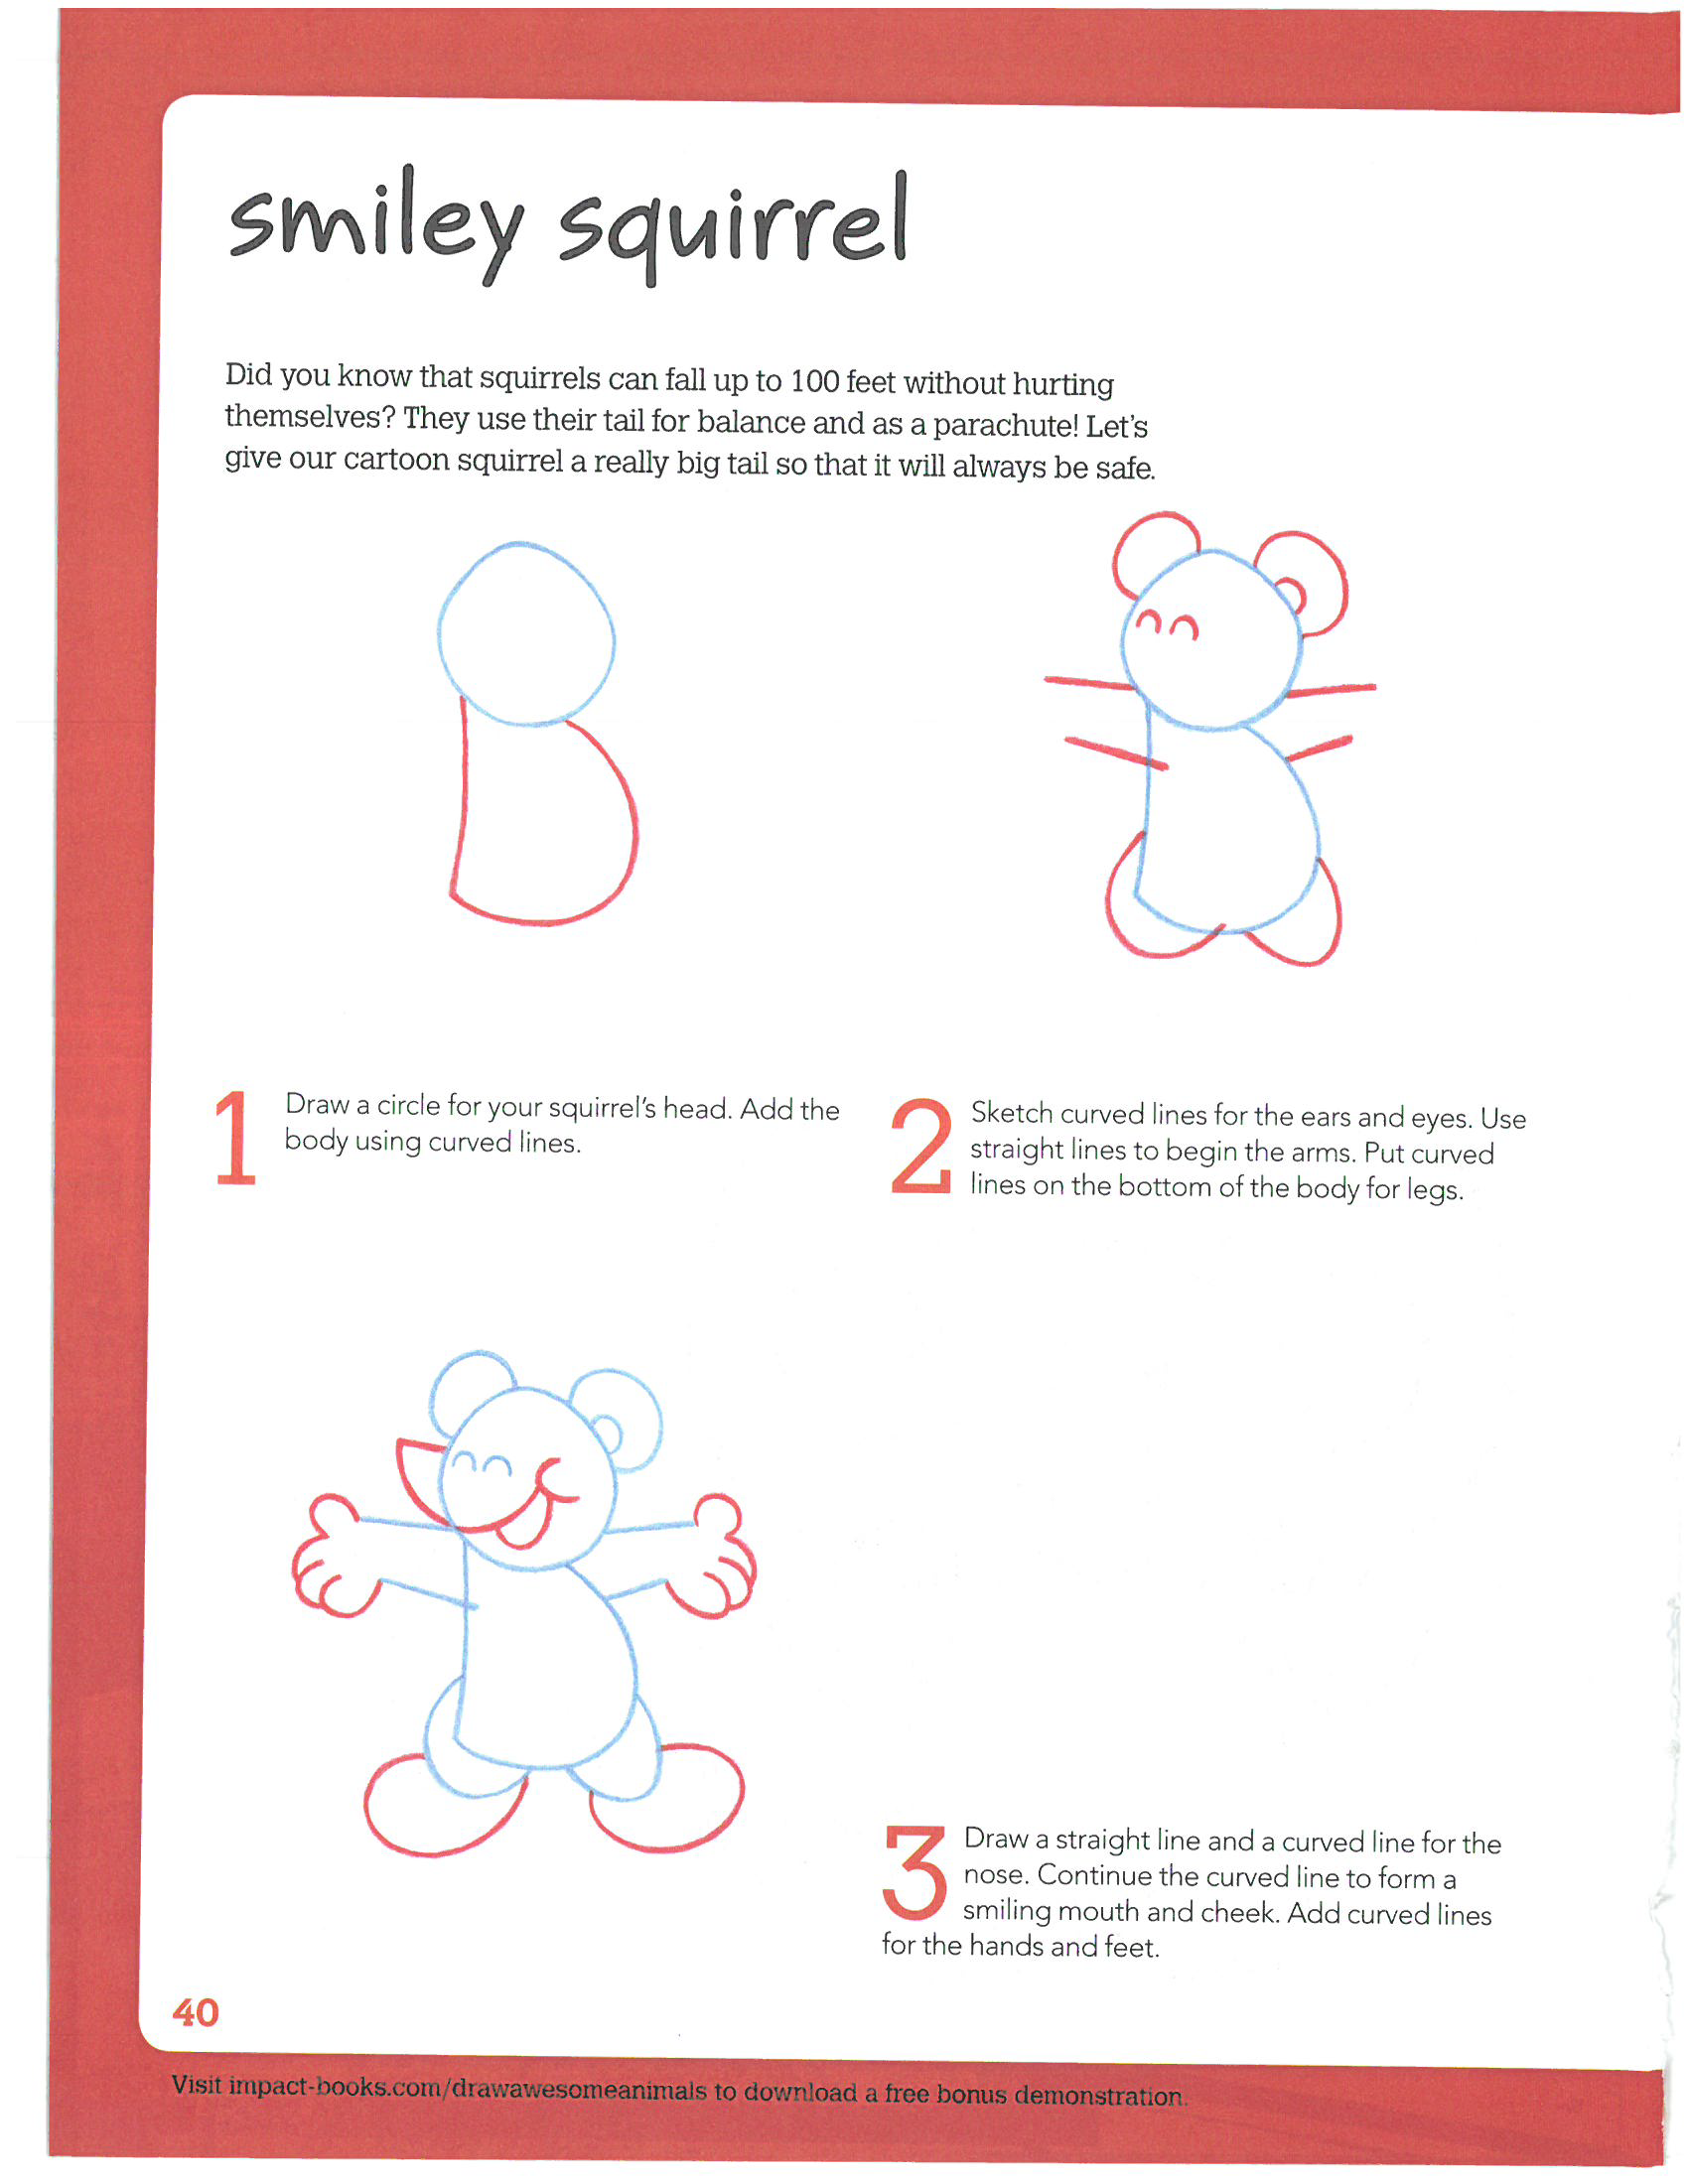 smiley squirrel
Did you know that squirrels can fall up to 100 feet without hurting
themselves? They use their tail for balance and as a parachute! Let's
give our cartoon squirrel a really big tail so that it will always be safe.
1 Draw a circle for your squirrel's head. Add the
body using curved lines.
2 Sketch curved lines for the ears and eyes. Use
straight lines to begin the arms. Put curved
lines on the bottom of the body for legs.
3 Draw a straight line and a curved line for the
nose. Continue the curved line to form a
smiling mouth and cheek. Add curved lines
for the hands and feet.
40
Visit impact-books.com/drawawesomeanimals to download a free bonus demonstration.